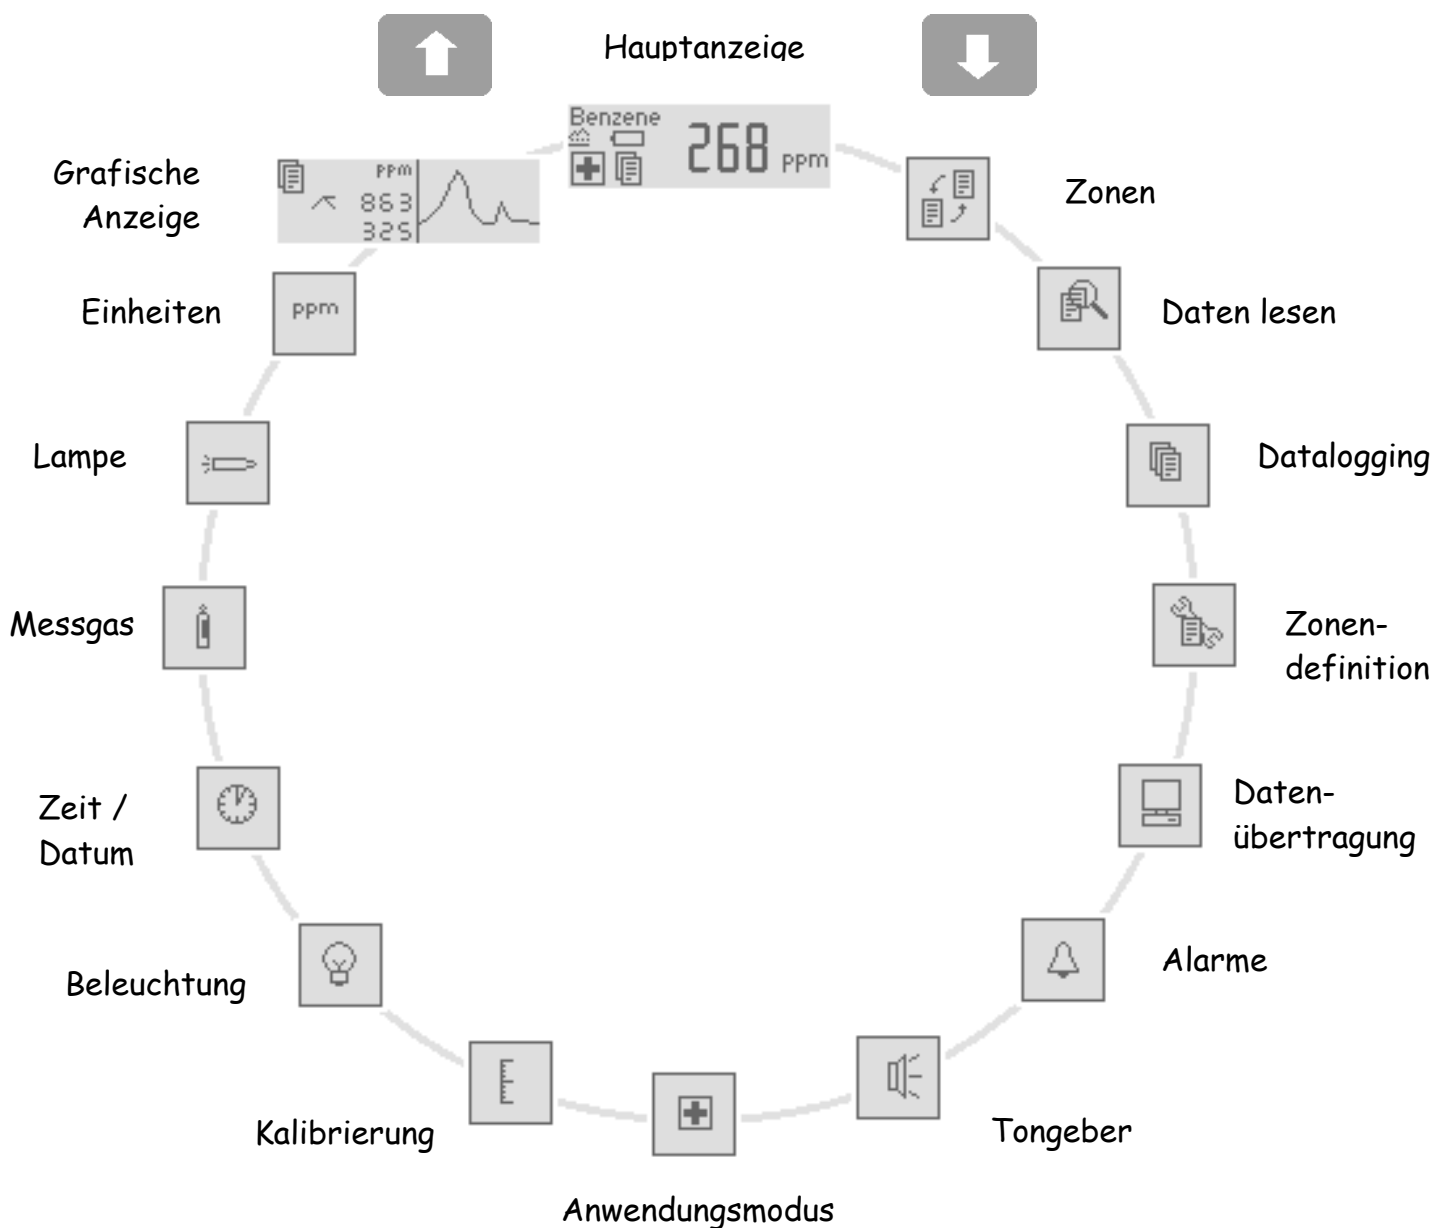 Hauptanzeige
Benzene
268 ppm
Grafische
Anzeige
ppm
863
325
Zonen
Einheiten
ppm
Daten lesen
Lampe
Datalogging
Messgas
Zonen-
definition
Zeit /
Datum
Daten-
übertragung
Beleuchtung
Alarme
Kalibrierung
Tongeber
Anwendungsmodus